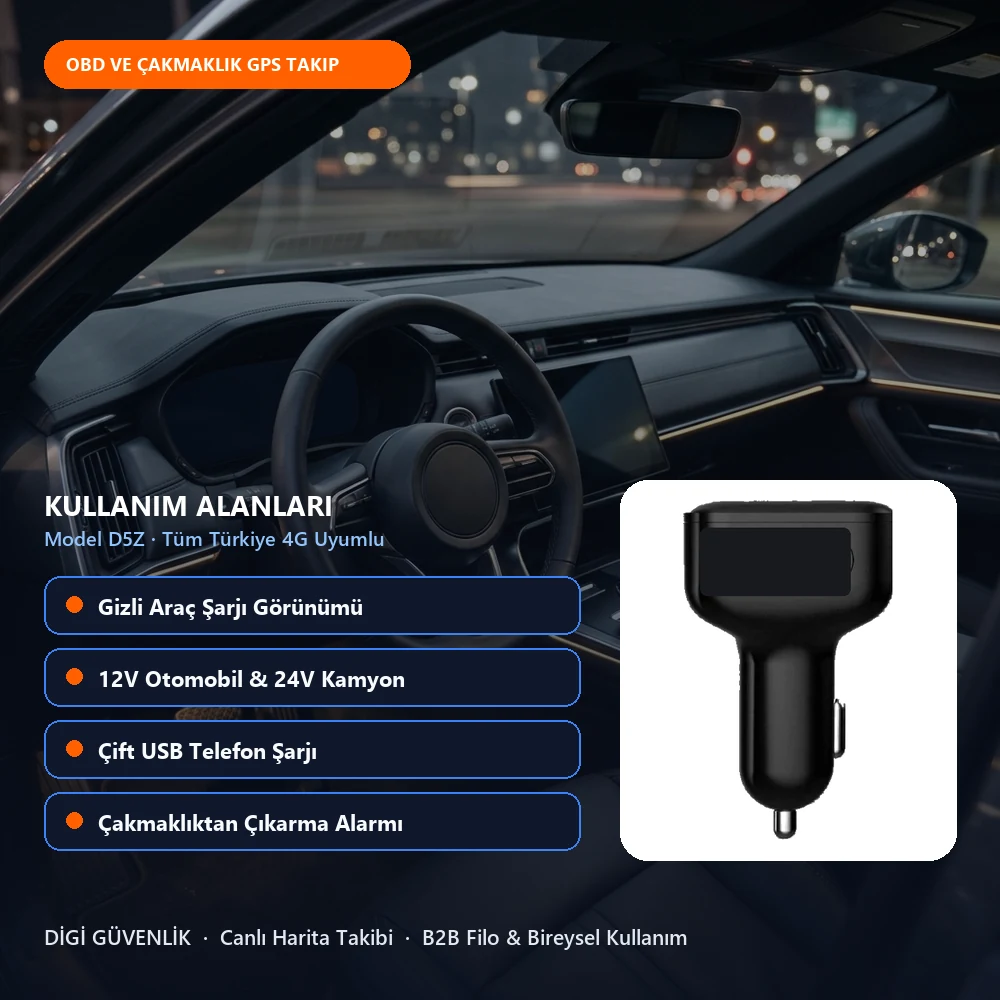 OBD VE ÇAKMAKLIK GPS TAKIP
KULLANIM ALANLARI
Model D5Z · Tüm Türkiye 4G Uyumlu
Gizli Araç Şarjı Görünümü
12V Otomobil & 24V Kamyon
Çift USB Telefon Şarjı
Çakmaklıktan Çıkarma Alarmı
DİGİ GÜVENLİK · Canlı Harita Takibi · B2B Filo & Bireysel Kullanım